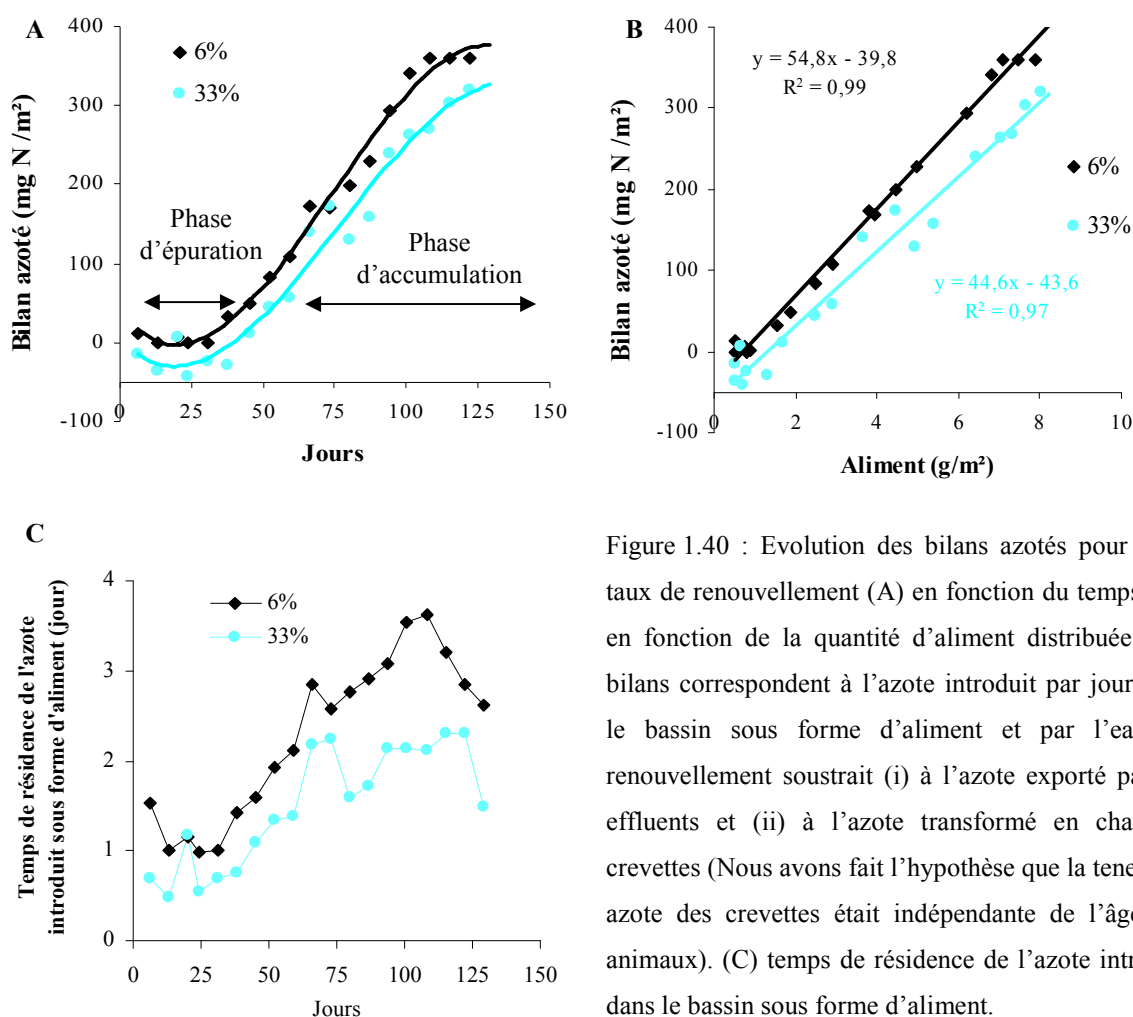 A
400
300
200
100
0
-100
0 25 50 75 100 125 150
6%
33%
Phase
d'épuration
Phase
d'accumulation
Bilan azoté (mg N /m²)
Jours
B
400
300
200
100
0
-100
0 2 4 6 8 10
y = 54,8x - 39,8
R² = 0,99
6%
33%
y = 44,6x - 43,6
R² = 0,97
Bilan azoté (mg N /m²)
Aliment (g/m²)
C
4
3
2
1
0
0 25 50 75 100 125 150
6%
33%
Temps de résidence de l'azote
introduit sous forme d'aliment (jour)
Jours
Figure 1.40 : Evolution des bilans azotés pour
taux de renouvellement (A) en fonction du temps
en fonction de la quantité d'aliment distribuée
bilans correspondent à l'azote introduit par jour
le bassin sous forme d'aliment et par l'ea
renouvellement soustrait (i) à l'azote exporté pa
effluents et (ii) à l'azote transformé en cha
crevettes (Nous avons fait l'hypothèse que la tene
azote des crevettes était indépendante de l'âg
animaux). (C) temps de résidence de l'azote intr
dans le bassin sous forme d'aliment.